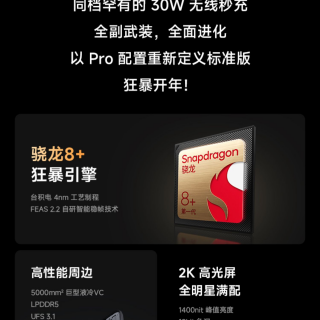 同档罕有的 30W 无线秒充
全副武装，全面进化
以 Pro 配置重新定义标准版
狂暴开年！
骁龙8+
狂暴引擎
台积电 4nm 工艺制程
FEAS 2.2 自研智能稳帧技术
Snapdragon
骁龙
8+
第一代
高性能周边
5000mm² 巨型液冷VC
LPDDR5
UFS 3.1
2K 高光屏
全明星满配
1400nit 峰值亮度